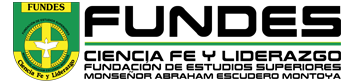 FUNDES
Ciencia Fe y Liderazgo
FUNDES
CIENCIA FE Y LIDERAZGO
FUNDACIÓN DE ESTUDIOS SUPERIORES
MONSEÑOR ABRAHAM ESCUDERO MONTOYA